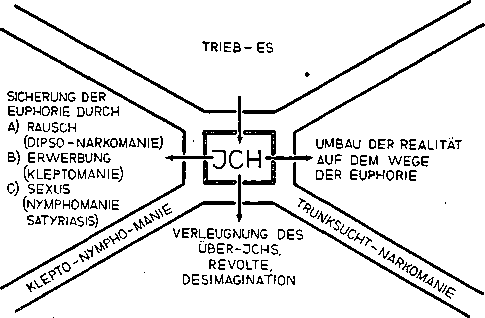 TRIEB-ES
SICHERUNG DER
EUPHORIE DURCH
A) RAUSCH
(DIPSO-NARKOMANIE)
B) ERWERBUNG
(KLEPTOMANIE)
C) SEXUS
(NYMPHOMANIE
SATYRIASIS)
JCH
UMBAU DER REALITÄT
AUF DEM WEGE
DER EUPHORIE
KLEPTO-NYMPHO-MANIE
VERLEUGNUNG DES
ÜBER-JCHS,
REVOLTE,
DESIMAGINATION
TRUNKSUCHT-NARKOMANIE